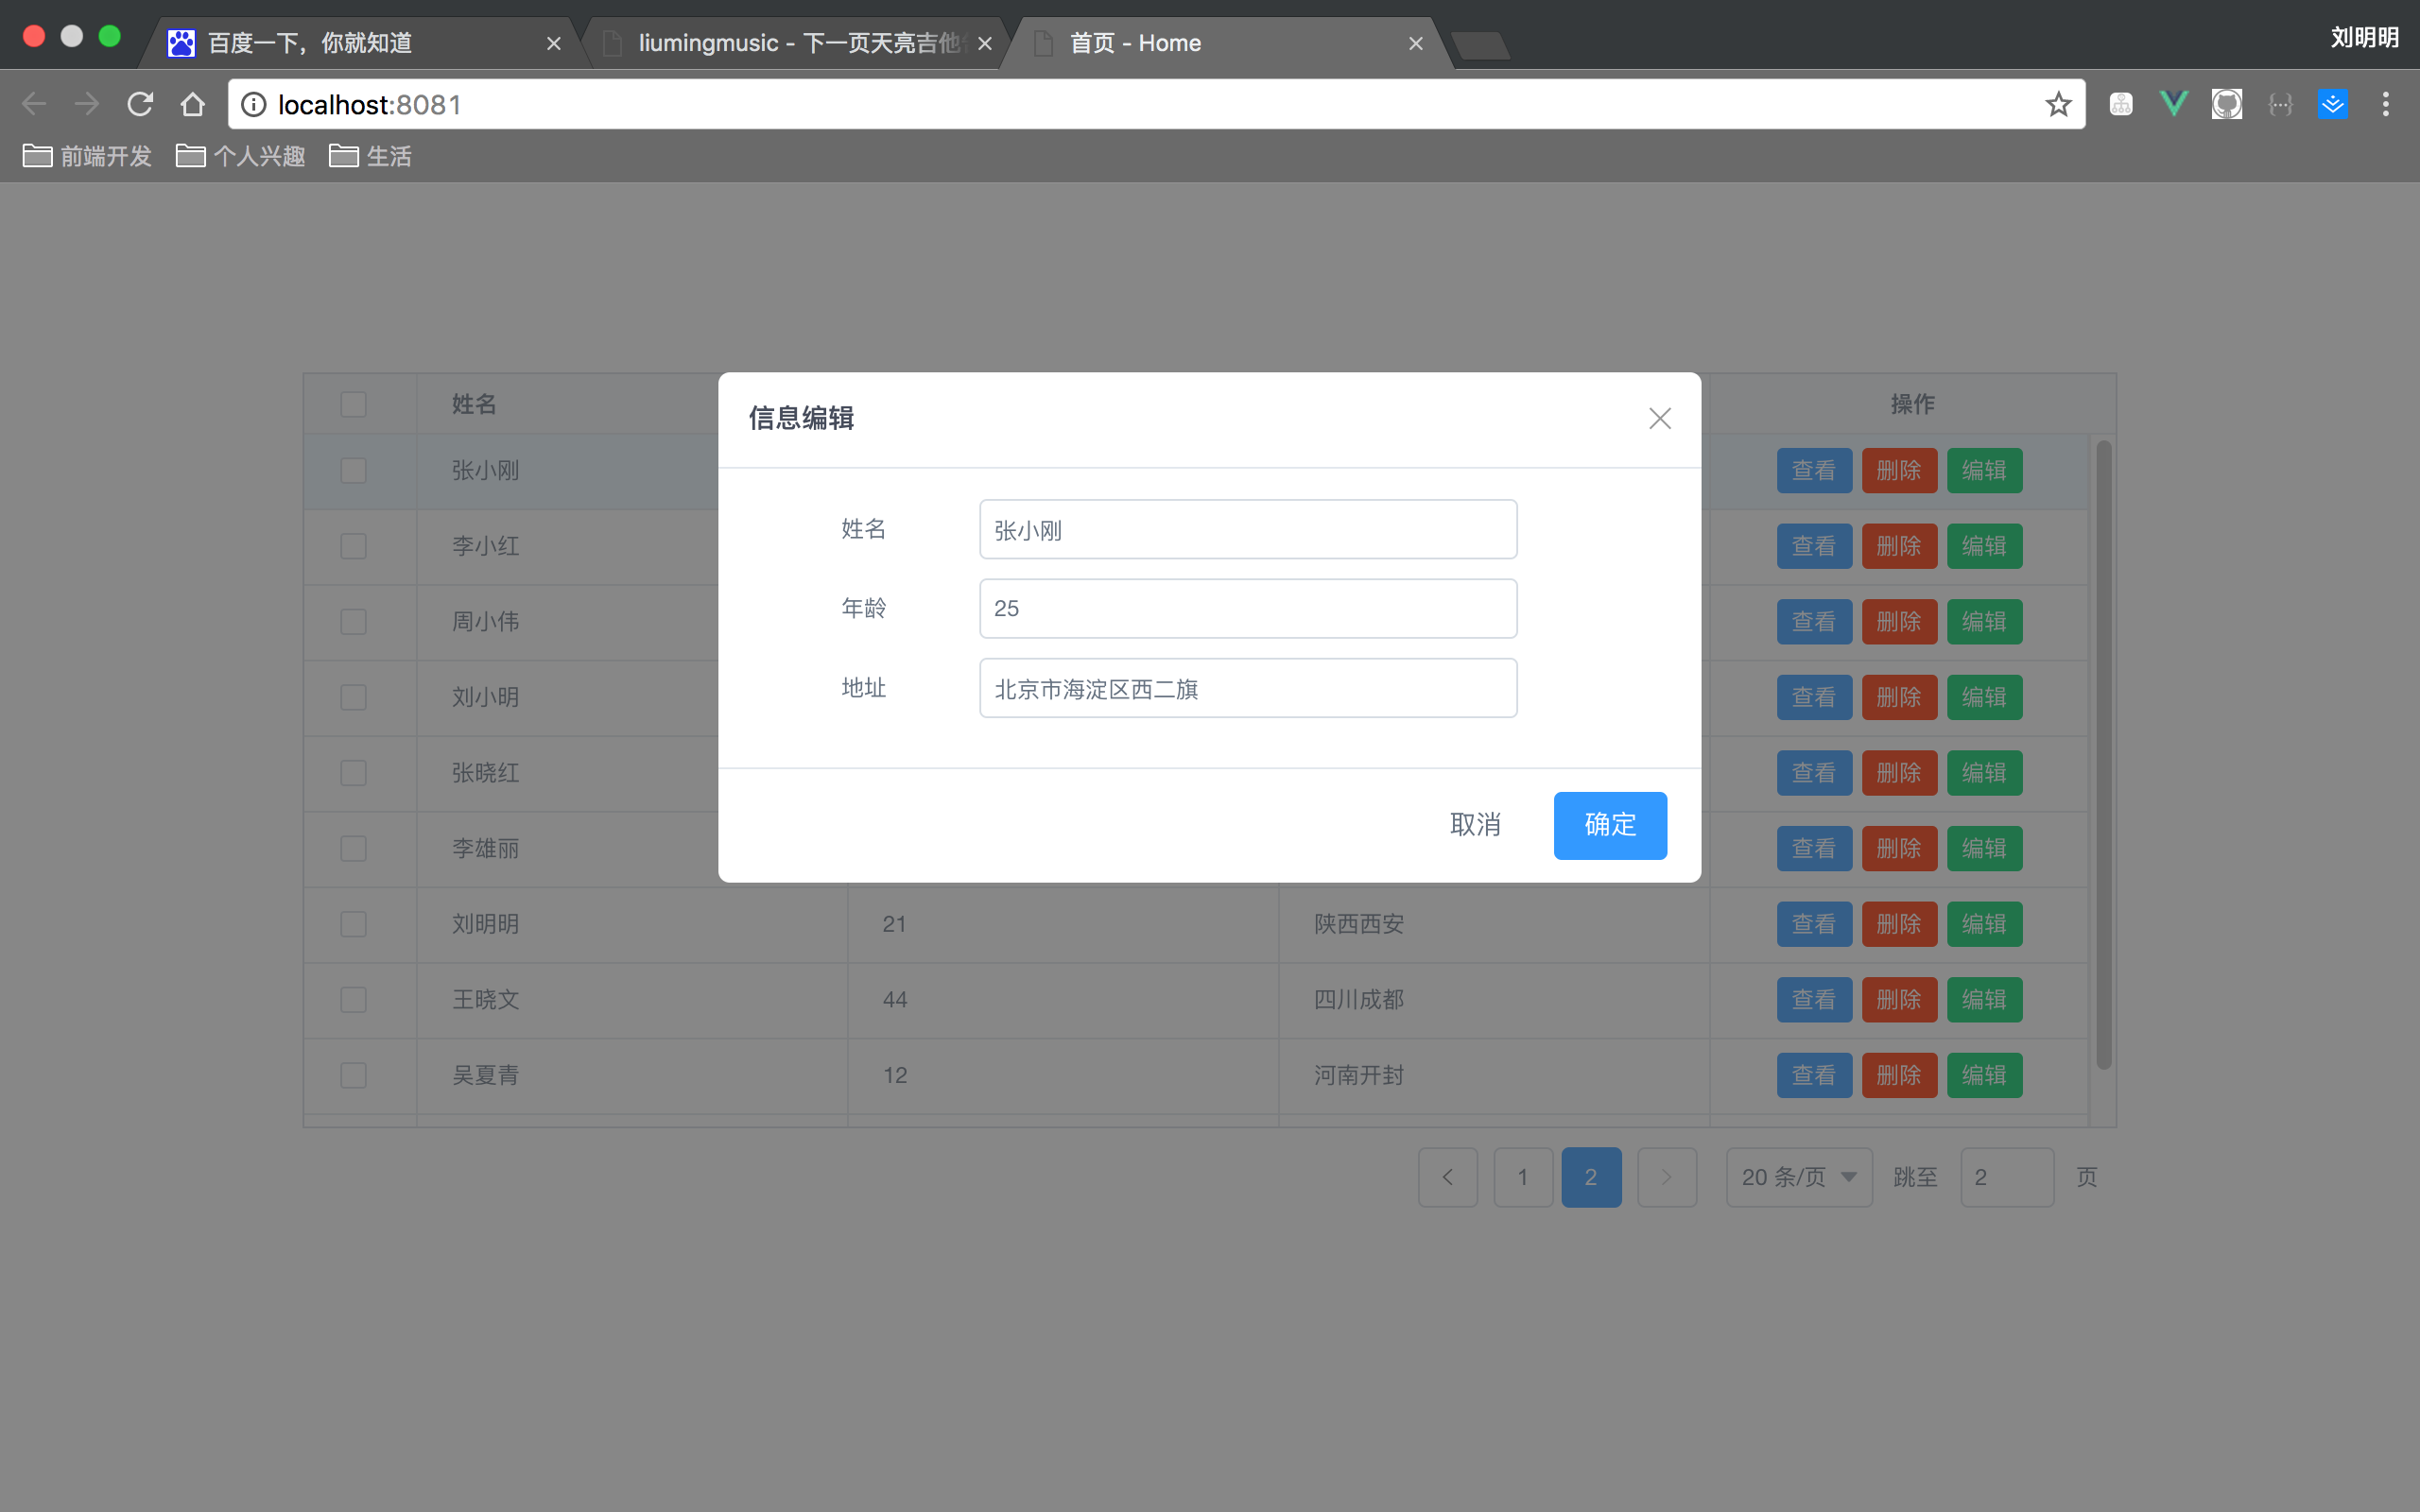 百度一下，你就知道
liumingmusic - 下一页天亮吉他
首页 - Home
刘明明
localhost:8081
前端开发 个人兴趣 生活
姓名 操作
信息编辑
张小刚 查看 删除 编辑
姓名 张小刚
李小红 查看 删除 编辑
年龄 25
周小伟 查看 删除 编辑
地址 北京市海淀区西二旗
刘小明 查看 删除 编辑
张晓红 查看 删除 编辑
取消 确定
李雄丽 查看 删除 编辑
刘明明 21 陕西西安 查看 删除 编辑
王晓文 44 四川成都 查看 删除 编辑
吴夏青 12 河南开封 查看 删除 编辑
1 2 20 条/页 跳至 2 页